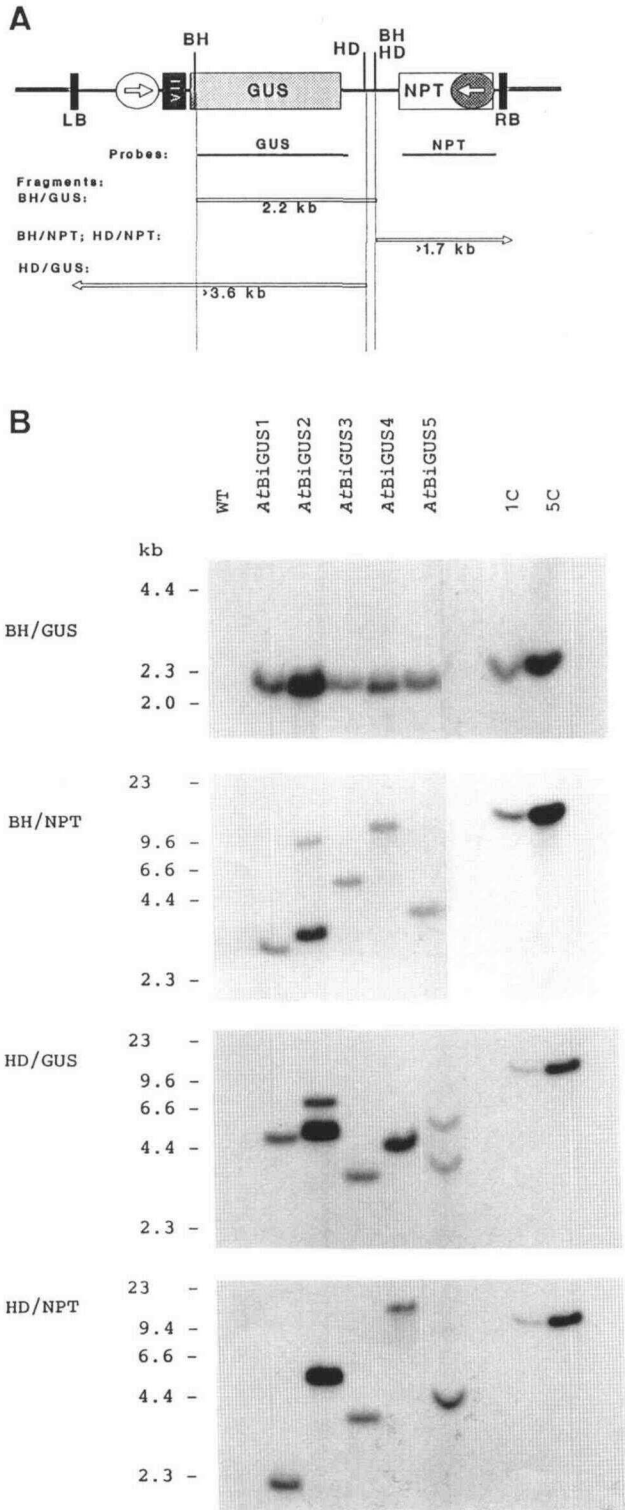 A
BH
HD
BH
HD
VII
GUS
NPT
LB
RB
Probes:
GUS
NPT
Fragments:
BH/GUS:
2.2 kb
BH/NPT; HD/NPT:
>1.7 kb
HD/GUS:
>3.6 kb
B
WT
AtBiGUS1
AtBiGUS2
AtBiGUS3
AtBiGUS4
AtBiGUS5
1C
5C
kb
BH/GUS
4.4 -
2.3 -
2.0 -
BH/NPT
23 -
9.6 -
6.6 -
4.4 -
2.3 -
HD/GUS
23 -
9.6 -
6.6 -
4.4 -
2.3 -
HD/NPT
23 -
9.4 -
6.6 -
4.4 -
2.3 -